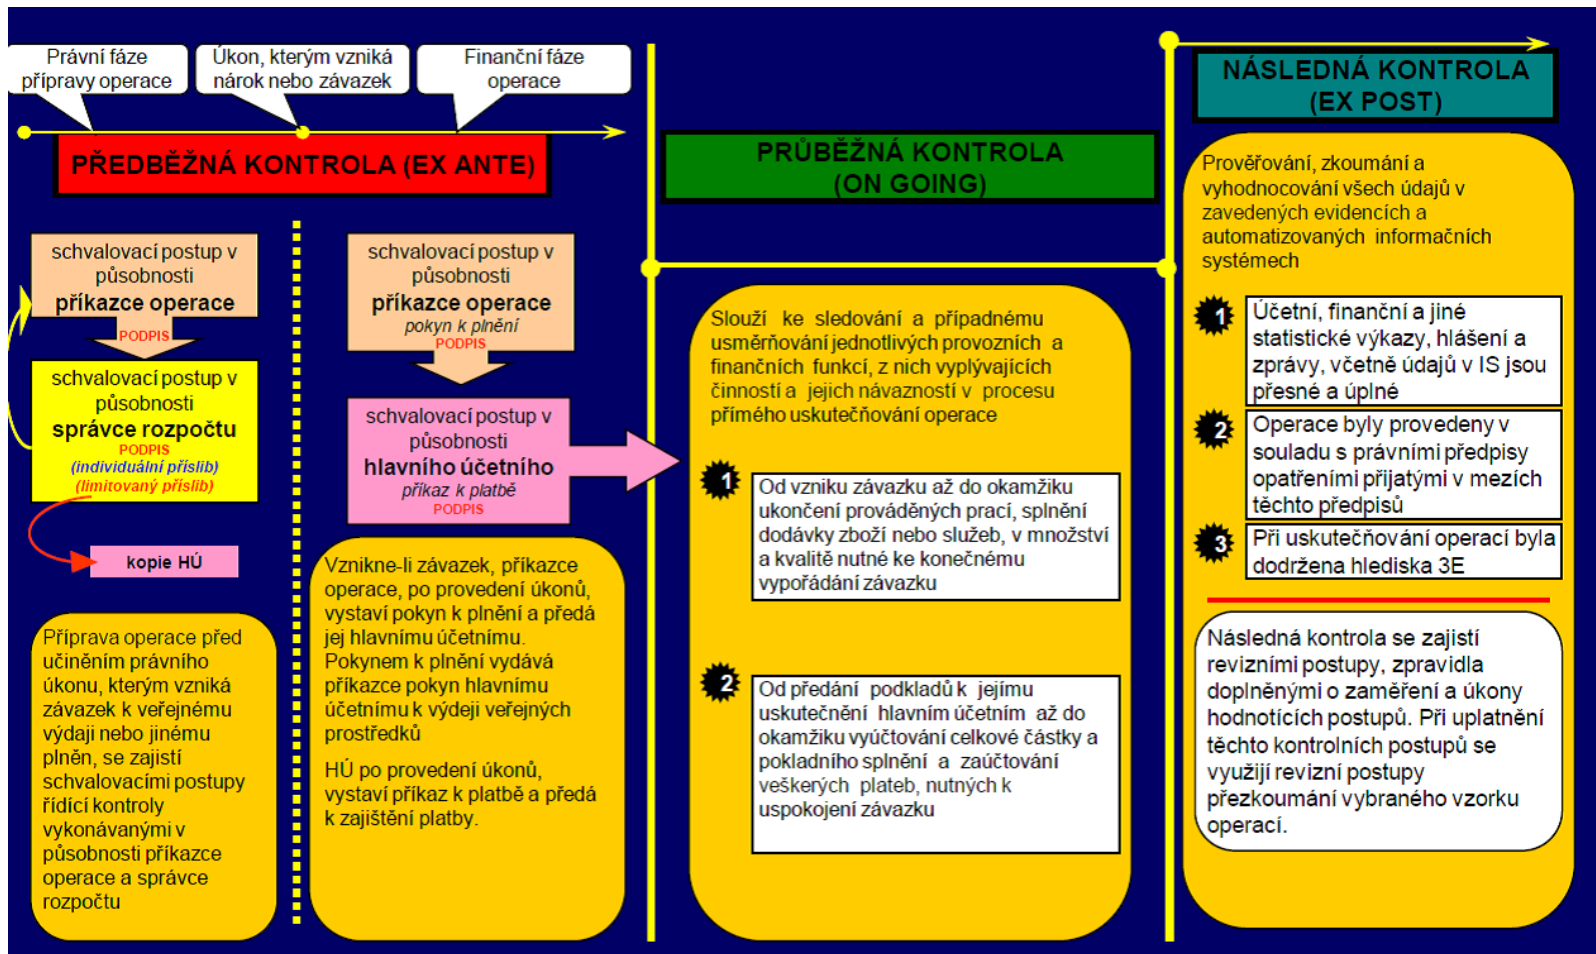 Právní fáze
přípravy operace
Úkon, kterým vzniká
nárok nebo závazek
Finanční fáze
operace
PŘEDBĚŽNÁ KONTROLA (EX ANTE)
schvalovací postup v
působnosti
příkazce operace
PODPIS
schvalovací postup v
působnosti
správce rozpočtu
PODPIS
(individuální příslib)
(limitovaný příslib)
kopie HÚ
Příprava operace před
učiněním právního
úkonu, kterým vzniká
závazek k veřejnému
výdaji nebo jinému
plněn, se zajistí
schvalovacími postupy
řídící kontroly
vykonávanými v
působnosti příkazce
operace a správce
rozpočtu
schvalovací postup v
působnosti
příkazce operace
pokyn k plnění
PODPIS
schvalovací postup v
působnosti
hlavního účetního
příkaz k platbě
PODPIS
Vznikne-li závazek, příkazce
operace, po provedení úkonů,
vystaví pokyn k plnění a předá
jej hlavnímu účetnímu.
Pokynem k plnění vydává
příkazce pokyn hlavnímu
účetnímu k výdeji veřejných
prostředků
HÚ po provedení úkonů,
vystaví příkaz k platbě a předá
k zajištění platby.
PRŮBĚŽNÁ KONTROLA
(ON GOING)
Slouží ke sledování a případnému
usměrňování jednotlivých provozních a
finančních funkcí, z nich vyplývajících
činností a jejich návazností v procesu
přímého uskutečňování operace
1
Od vzniku závazku až do okamžiku
ukončení prováděných prací, splnění
dodávky zboží nebo služeb, v množství
a kvalitě nutné ke konečnému
vypořádání závazku
2
Od předání podkladů k jejímu
uskutečnění hlavním účetním až do
okamžiku vyúčtování celkové částky a
pokladního splnění a zaúčtování
veškerých plateb, nutných k
uspokojení závazku
NÁSLEDNÁ KONTROLA
(EX POST)
Prověřování, zkoumání a
vyhodnocování všech údajů v
zavedených evidencích a
automatizovaných informačních
systémech
1
Účetní, finanční a jiné
statistické výkazy, hlášení a
zprávy, včetně údajů v IS jsou
přesné a úplné
2
Operace byly provedeny v
souladu s právními předpisy
opatřeními přijatými v mezích
těchto předpisů
3
Při uskutečňování operací byla
dodržena hlediska 3E
Následná kontrola se zajistí
revizními postupy, zpravidla
doplněnými o zaměření a úkony
hodnotících postupů. Při uplatnění
těchto kontrolních postupů se
využijí revizní postupy
přezkoumání vybraného vzorku
operací.